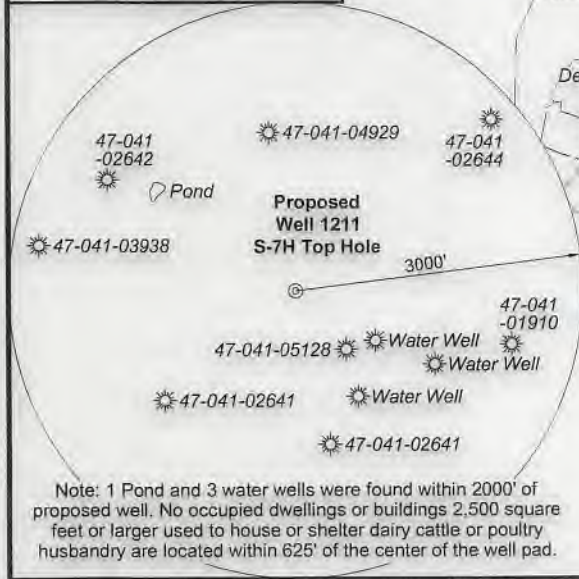 De
47-041
-02642
47-041-04929
47-041
-02644
Pond
Proposed
Well 1211
S-7H Top Hole
47-041-03938
3000'
47-041
-01910
47-041-05128
Water Well
Water Well
47-041-02641
Water Well
47-041-02641
Note: 1 Pond and 3 water wells were found within 2000' of
proposed well. No occupied dwellings or buildings 2,500 square
feet or larger used to house or shelter dairy cattle or poultry
husbandry are located within 625' of the center of the well pad.